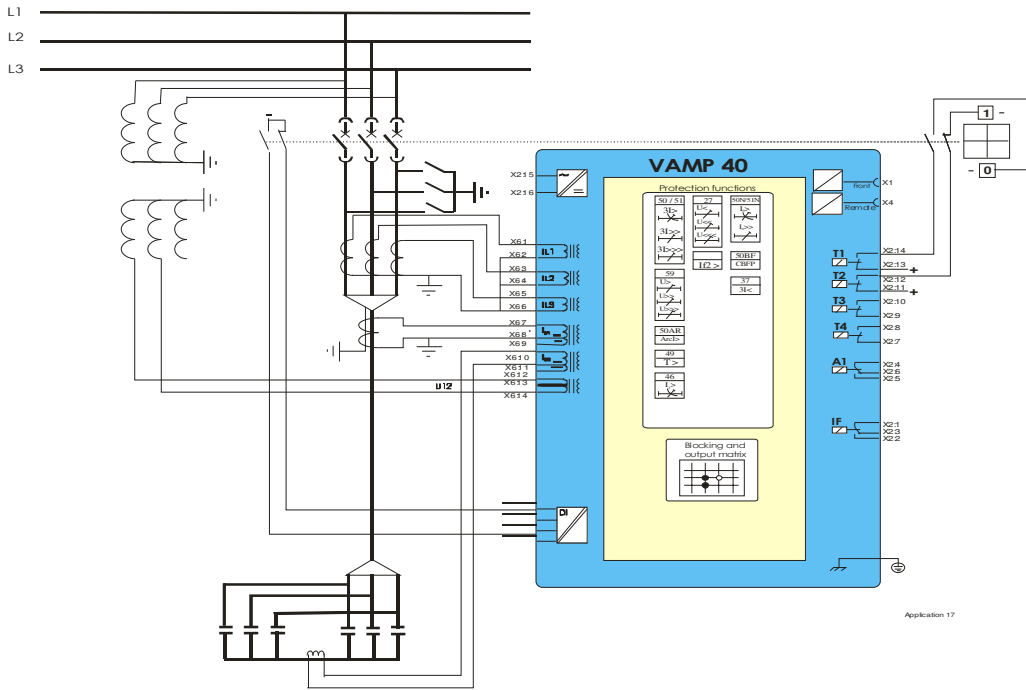 L1
L2
L3
VAMP 40
X215
X216
X61
X62
X63
X64
X65
X66
X67
X68
X69
X610
X611
X612
X613
X614
IL1
IL2
IL3
U12
DI
Protection functions
50 / 51
3I>
3I>>
3I>>>
27
U<
U<<
U<<<
50N/51N
I₀>
I₀>>
If2 >
50BF
CBFP
37
3I<
59
U>
U>>
U>>>
50AR
ArcI>
49
T >
46
I₂>
Blocking and
output matrix
Front
X1
Remote
X4
T1
X2:14
X2:13
+
T2
X2:12
X2:11
+
T3
X2:10
X2:9
T4
X2:8
X2:7
A1
X2:4
X2:6
X2:5
IF
X2:1
X2:3
X2:2
1 -
- 0
Application 17